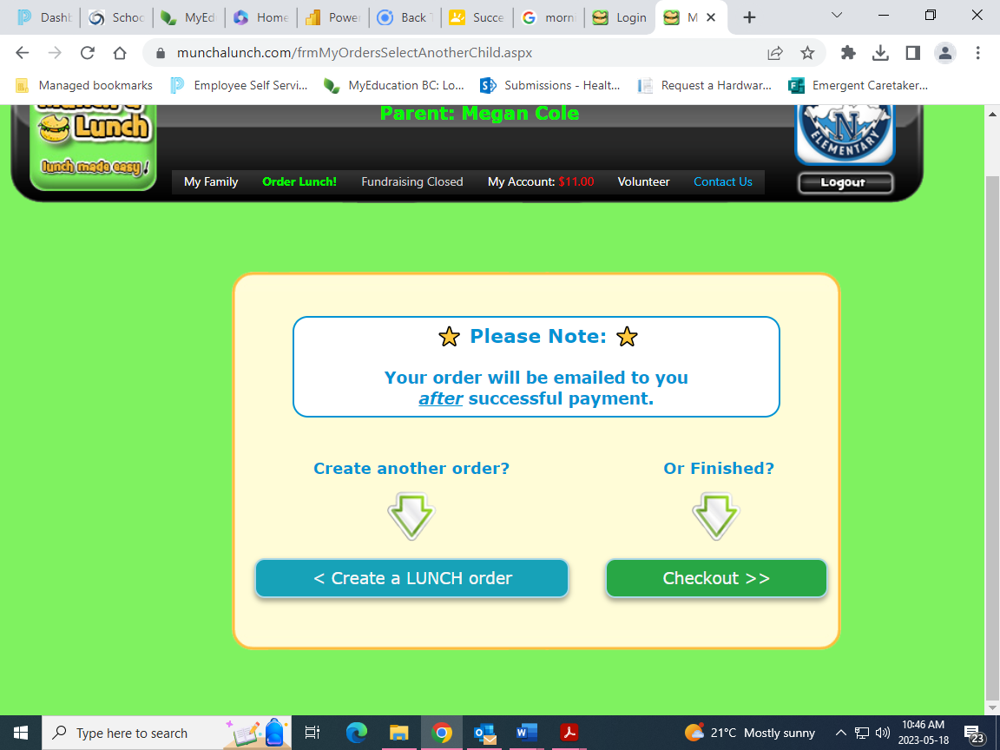 Dashb
Schoo
MyEd
Home
Power
Back T
Succe
morni
Login
M
munchalunch.com/frmMyOrdersSelectAnotherChild.aspx
Managed bookmarks
Employee Self Servi...
MyEducation BC: Lo...
Submissions - Healt...
Request a Hardwar...
Emergent Caretaker...
Lunch
lunch made easy!
Parent: Megan Cole
N
ELEMENTARY
My Family
Order Lunch!
Fundraising Closed
My Account: $11.00
Volunteer
Contact Us
Logout
Please Note:
Your order will be emailed to you
after successful payment.
Create another order?
Or Finished?
< Create a LUNCH order
Checkout >>
Type here to search
21°C Mostly sunny
10:46 AM
2023-05-18
23